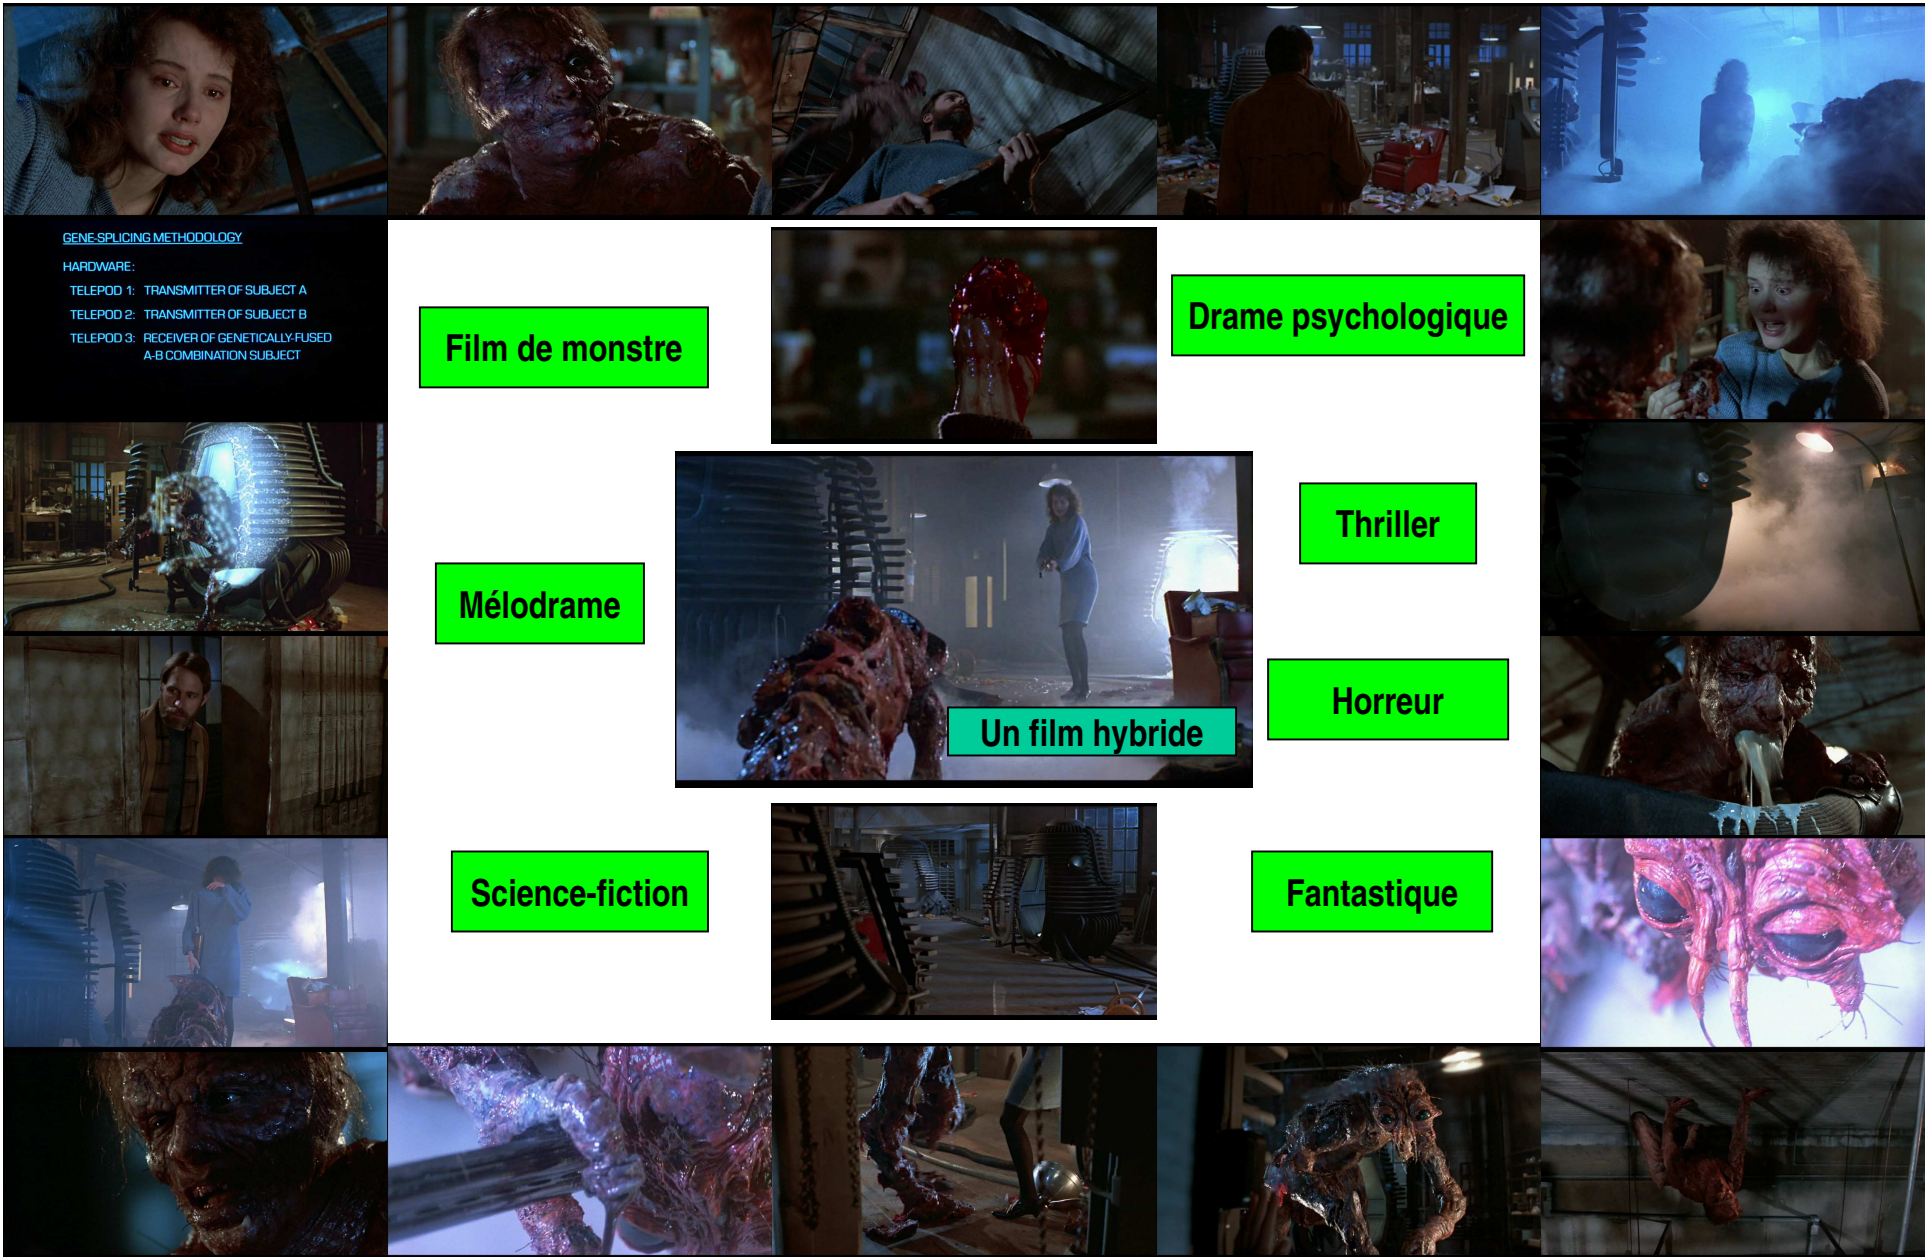 GENE-SPLICING METHODOLOGY
HARDWARE:
TELEPOD 1: TRANSMITTER OF SUBJECT A
TELEPOD 2: TRANSMITTER OF SUBJECT B
TELEPOD 3: RECEIVER OF GENETICALLY-FUSED
A-B COMBINATION SUBJECT
Film de monstre
Drame psychologique
Thriller
Mélodrame
Horreur
Un film hybride
Science-fiction
Fantastique